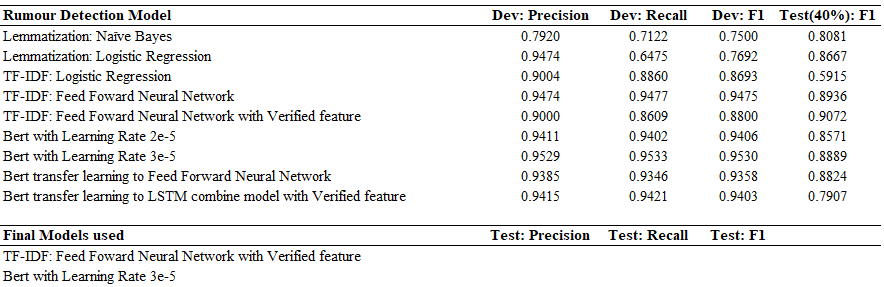 Rumour Detection Model Dev: Precision Dev: Recall Dev: F1 Test(40%): F1
Lemmatization: Naïve Bayes 0.7920 0.7122 0.7500 0.8081
Lemmatization: Logistic Regression 0.9474 0.6475 0.7692 0.8667
TF-IDF: Logistic Regression 0.9004 0.8860 0.8693 0.5915
TF-IDF: Feed Foward Neural Network 0.9474 0.9477 0.9475 0.8936
TF-IDF: Feed Foward Neural Network with Verified feature 0.9000 0.8609 0.8800 0.9072
Bert with Learning Rate 2e-5 0.9411 0.9402 0.9406 0.8571
Bert with Learning Rate 3e-5 0.9529 0.9533 0.9530 0.8889
Bert transfer learning to Feed Forward Neural Network 0.9385 0.9346 0.9358 0.8824
Bert transfer learning to LSTM combine model with Verified feature 0.9415 0.9421 0.9403 0.7907
Final Models used Test: Precision Test: Recall Test: F1
TF-IDF: Feed Foward Neural Network with Verified feature
Bert with Learning Rate 3e-5